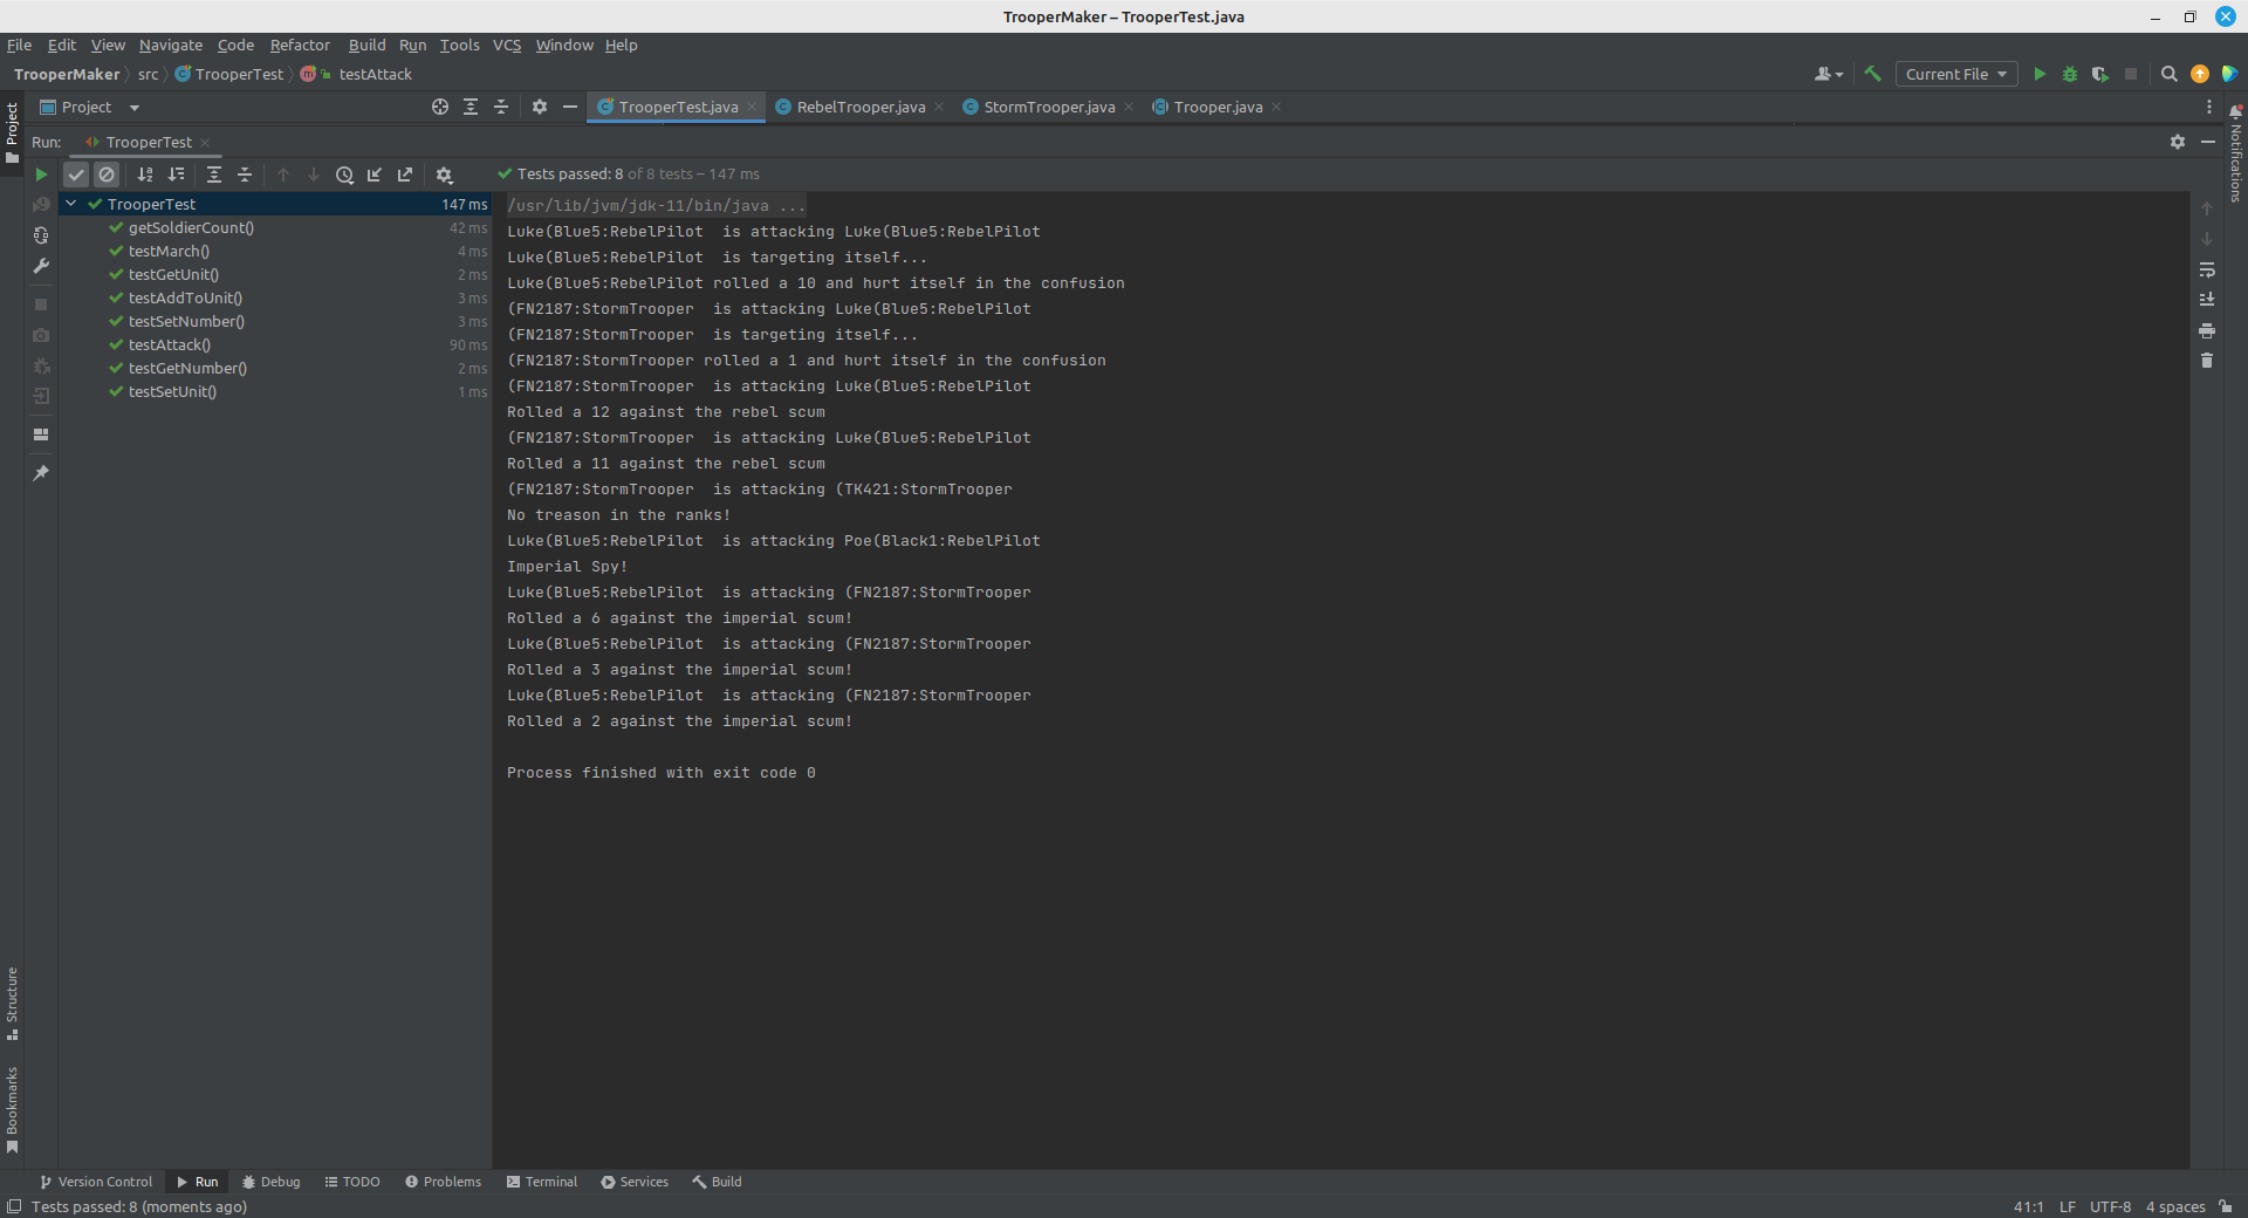 TrooperMaker – TrooperTest.java
File Edit View Navigate Code Refactor Build Run Tools VCS Window Help
TrooperMaker src TrooperTest testAttack
Current File
Project
Project
TrooperTest.java RebelTrooper.java StormTrooper.java Trooper.java
Notifications
Run: TrooperTest
Tests passed: 8 of 8 tests – 147 ms
TrooperTest 147 ms
getSoldierCount() 42 ms
testMarch() 4 ms
testGetUnit() 2 ms
testAddToUnit() 3 ms
testSetNumber() 3 ms
testAttack() 90 ms
testGetNumber() 2 ms
testSetUnit() 1 ms
/usr/lib/jvm/jdk-11/bin/java ...
Luke(Blue5:RebelPilot  is attacking Luke(Blue5:RebelPilot
Luke(Blue5:RebelPilot  is targeting itself...
Luke(Blue5:RebelPilot rolled a 10 and hurt itself in the confusion
(FN2187:StormTrooper  is attacking Luke(Blue5:RebelPilot
(FN2187:StormTrooper  is targeting itself...
(FN2187:StormTrooper rolled a 1 and hurt itself in the confusion
(FN2187:StormTrooper  is attacking Luke(Blue5:RebelPilot
Rolled a 12 against the rebel scum
(FN2187:StormTrooper  is attacking Luke(Blue5:RebelPilot
Rolled a 11 against the rebel scum
(FN2187:StormTrooper  is attacking (TK421:StormTrooper
No treason in the ranks!
Luke(Blue5:RebelPilot  is attacking Poe(Black1:RebelPilot
Imperial Spy!
Luke(Blue5:RebelPilot  is attacking (FN2187:StormTrooper
Rolled a 6 against the imperial scum!
Luke(Blue5:RebelPilot  is attacking (FN2187:StormTrooper
Rolled a 3 against the imperial scum!
Luke(Blue5:RebelPilot  is attacking (FN2187:StormTrooper
Rolled a 2 against the imperial scum!
Process finished with exit code 0
Structure
Bookmarks
Version Control Run Debug TODO Problems Terminal Services Build
Tests passed: 8 (moments ago)
41:1 LF UTF-8 4 spaces